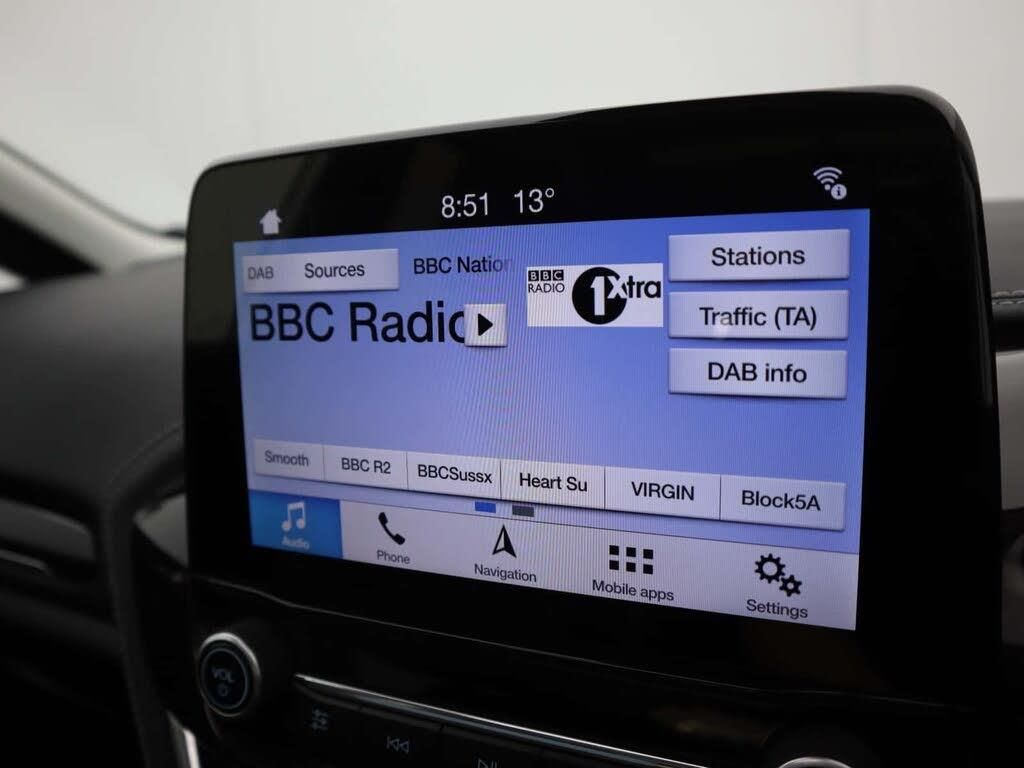 8:51 13°
DAB Sources
BBC Nation
BBC RADIO
1Xtra
BBC Radio
Stations
Traffic (TA)
DAB info
Smooth
BBC R2
BBCSussx
Heart Su
VIRGIN
Block5A
Audio
Phone
Navigation
Mobile apps
Settings
VOL